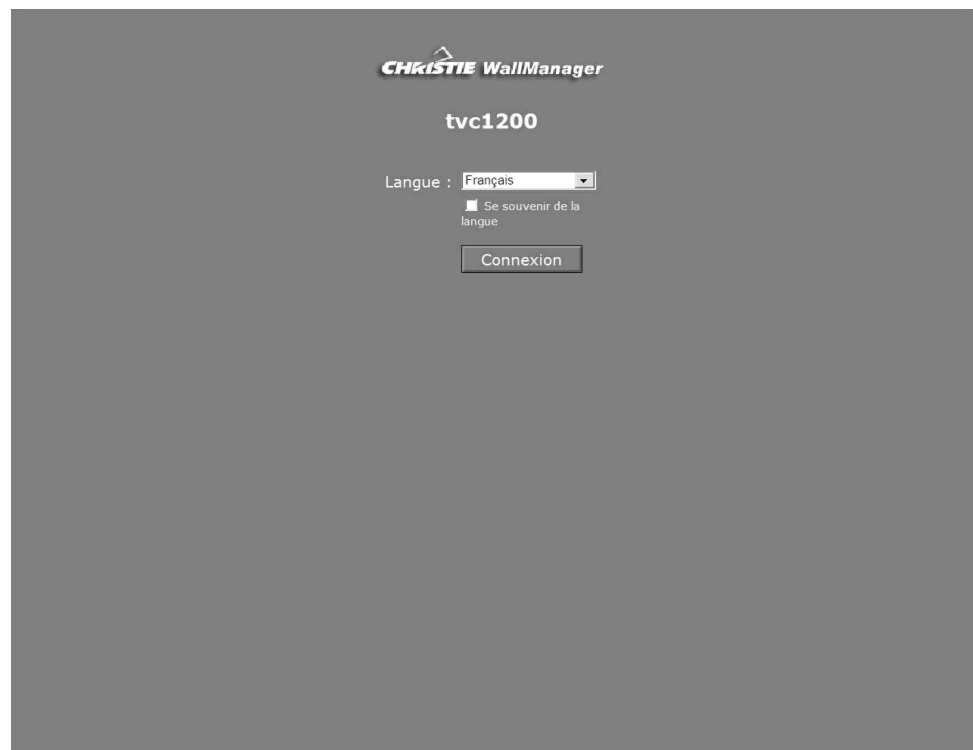 CHRISTIE WallManager
tvc1200
Langue : Français
Se souvenir de la
langue
Connexion